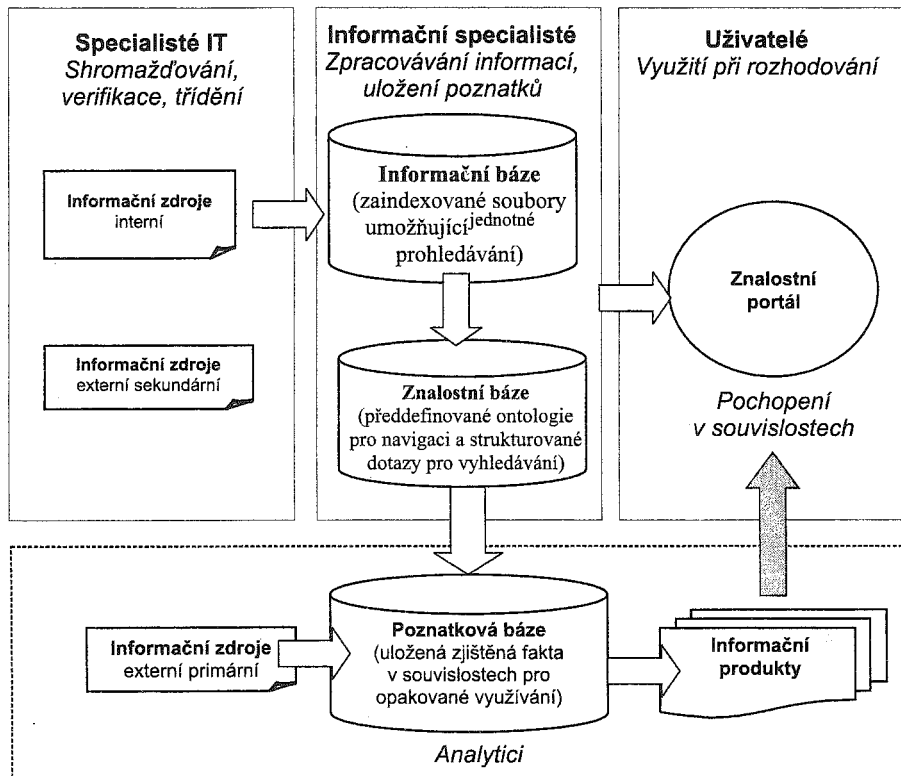 Specialisté IT
Shromažďování,
verifikace, třídění
Informační zdroje
interní
Informační zdroje
externí sekundární
Informační specialisté
Zpracovávání informací,
uložení poznatků
Informační báze
(zaindexované soubory
umožňující jednotné
prohledávání)
Znalostní báze
(předdefinované ontologie
pro navigaci a strukturované
dotazy pro vyhledávání)
Uživatelé
Využití při rozhodování
Znalostní
portál
Pochopení
v souvislostech
Informační zdroje
externí primární
Poznatková báze
(uložená zjištěná fakta
v souvislostech pro
opakované využívání)
Informační
produkty
Analytici